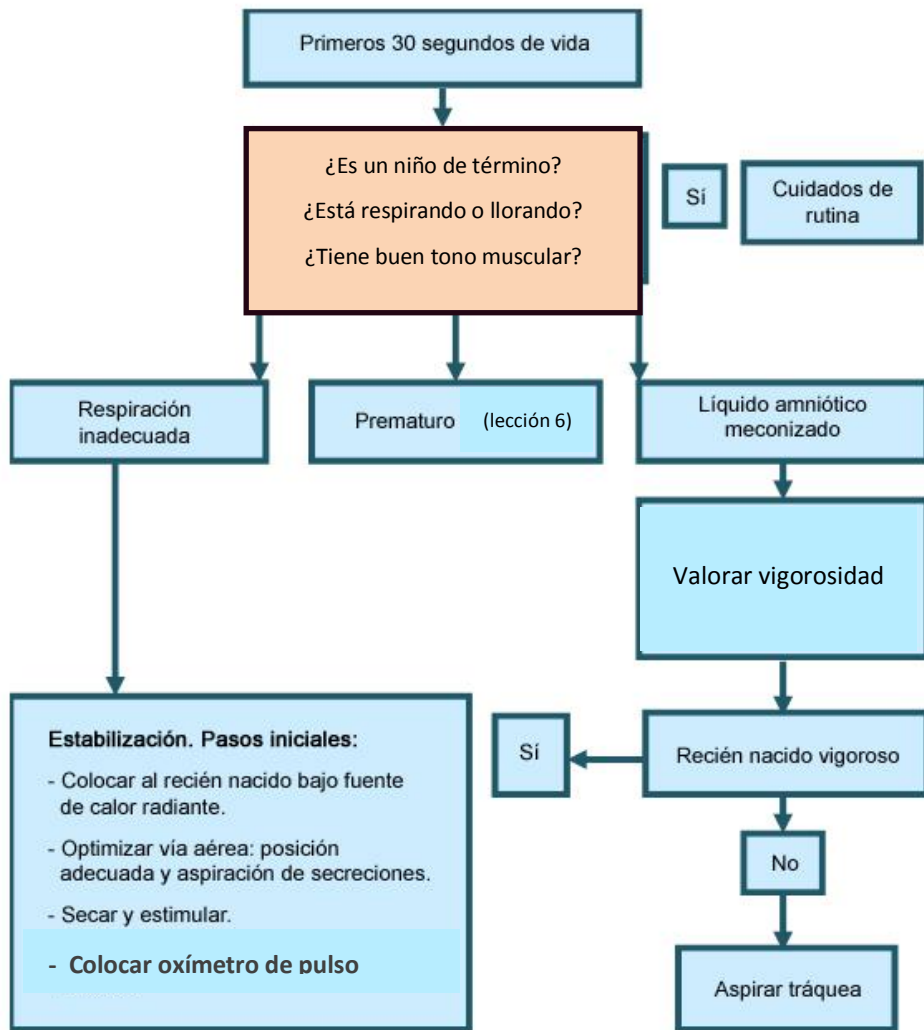 Primeros 30 segundos de vida
¿Es un niño de término?
¿Está respirando o llorando?
¿Tiene buen tono muscular?
Sí
Cuidados de
rutina
Respiración
inadecuada
Prematuro (lección 6)
Líquido amniótico
meconizado
Valorar vigorosidad
Estabilización. Pasos iniciales:
- Colocar al recién nacido bajo fuente
de calor radiante.
- Optimizar vía aérea: posición
adecuada y aspiración de secreciones.
- Secar y estimular.
- Colocar oxímetro de pulso
Sí
Recién nacido vigoroso
No
Aspirar tráquea